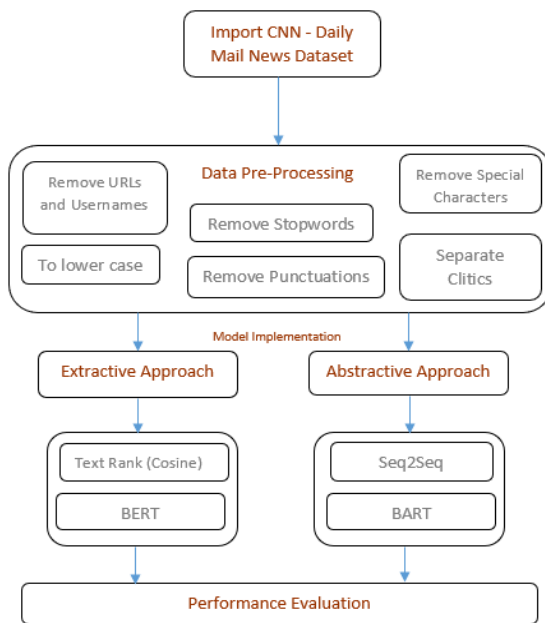 Import CNN - Daily
Mail News Dataset
Data Pre-Processing
Remove URLs
and Usernames
Remove Special
Characters
Remove Stopwords
To lower case
Remove Punctuations
Separate
Clitics
Model Implementation
Extractive Approach
Abstractive Approach
Text Rank (Cosine)
BERT
Seq2Seq
BART
Performance Evaluation